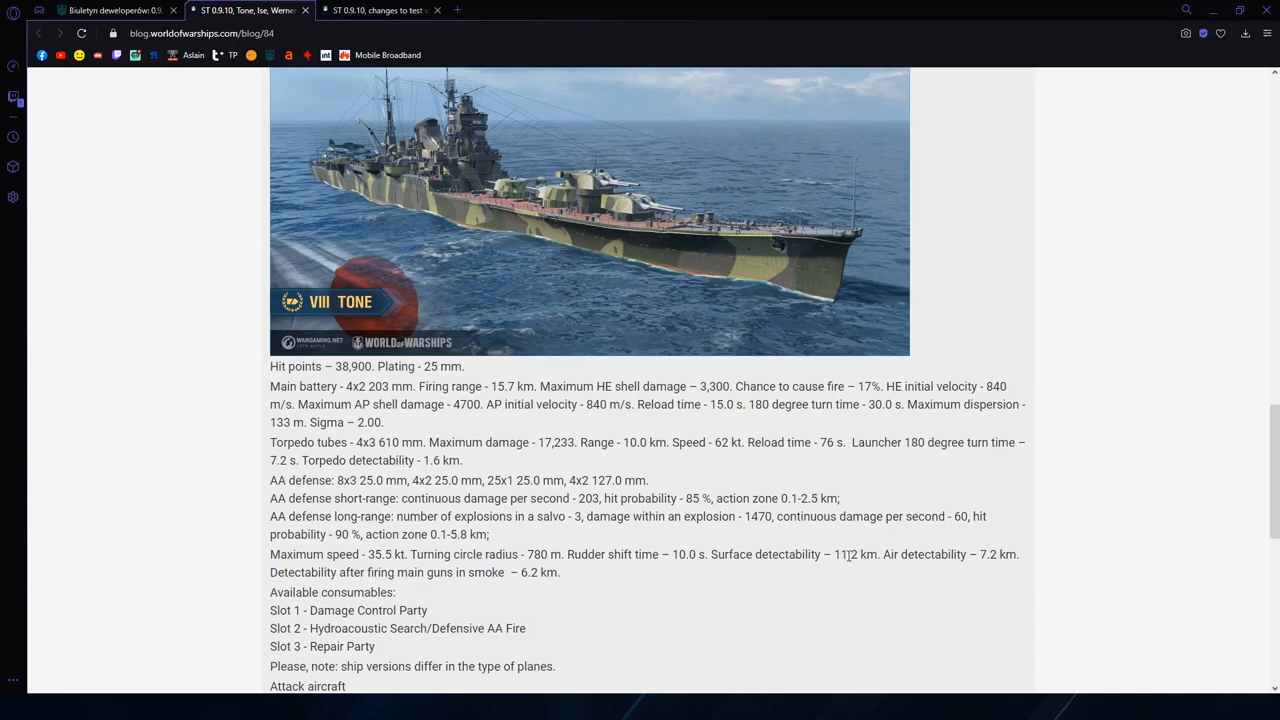 Biuletyn deweloperów: 0.9.
ST 0.9.10, Tone, Ise, Werner
ST 0.9.10, changes to test s
blog.worldofwarships.com/blog/84
Aslain
TP
int
Mobile Broadband
VIII TONE
WARGAMING.NET
LET'S BATTLE
WORLD OF WARSHIPS
Hit points – 38,900. Plating - 25 mm.
Main battery - 4x2 203 mm. Firing range - 15.7 km. Maximum HE shell damage – 3,300. Chance to cause fire – 17%. HE initial velocity - 840
m/s. Maximum AP shell damage - 4700. AP initial velocity - 840 m/s. Reload time - 15.0 s. 180 degree turn time - 30.0 s. Maximum dispersion -
133 m. Sigma – 2.00.
Torpedo tubes - 4x3 610 mm. Maximum damage - 17,233. Range - 10.0 km. Speed - 62 kt. Reload time - 76 s. Launcher 180 degree turn time –
7.2 s. Torpedo detectability - 1.6 km.
AA defense: 8x3 25.0 mm, 4x2 25.0 mm, 25x1 25.0 mm, 4x2 127.0 mm.
AA defense short-range: continuous damage per second - 203, hit probability - 85 %, action zone 0.1-2.5 km;
AA defense long-range: number of explosions in a salvo - 3, damage within an explosion - 1470, continuous damage per second - 60, hit
probability - 90 %, action zone 0.1-5.8 km;
Maximum speed - 35.5 kt. Turning circle radius - 780 m. Rudder shift time – 10.0 s. Surface detectability – 11.2 km. Air detectability – 7.2 km.
Detectability after firing main guns in smoke – 6.2 km.
Available consumables:
Slot 1 - Damage Control Party
Slot 2 - Hydroacoustic Search/Defensive AA Fire
Slot 3 - Repair Party
Please, note: ship versions differ in the type of planes.
Attack aircraft